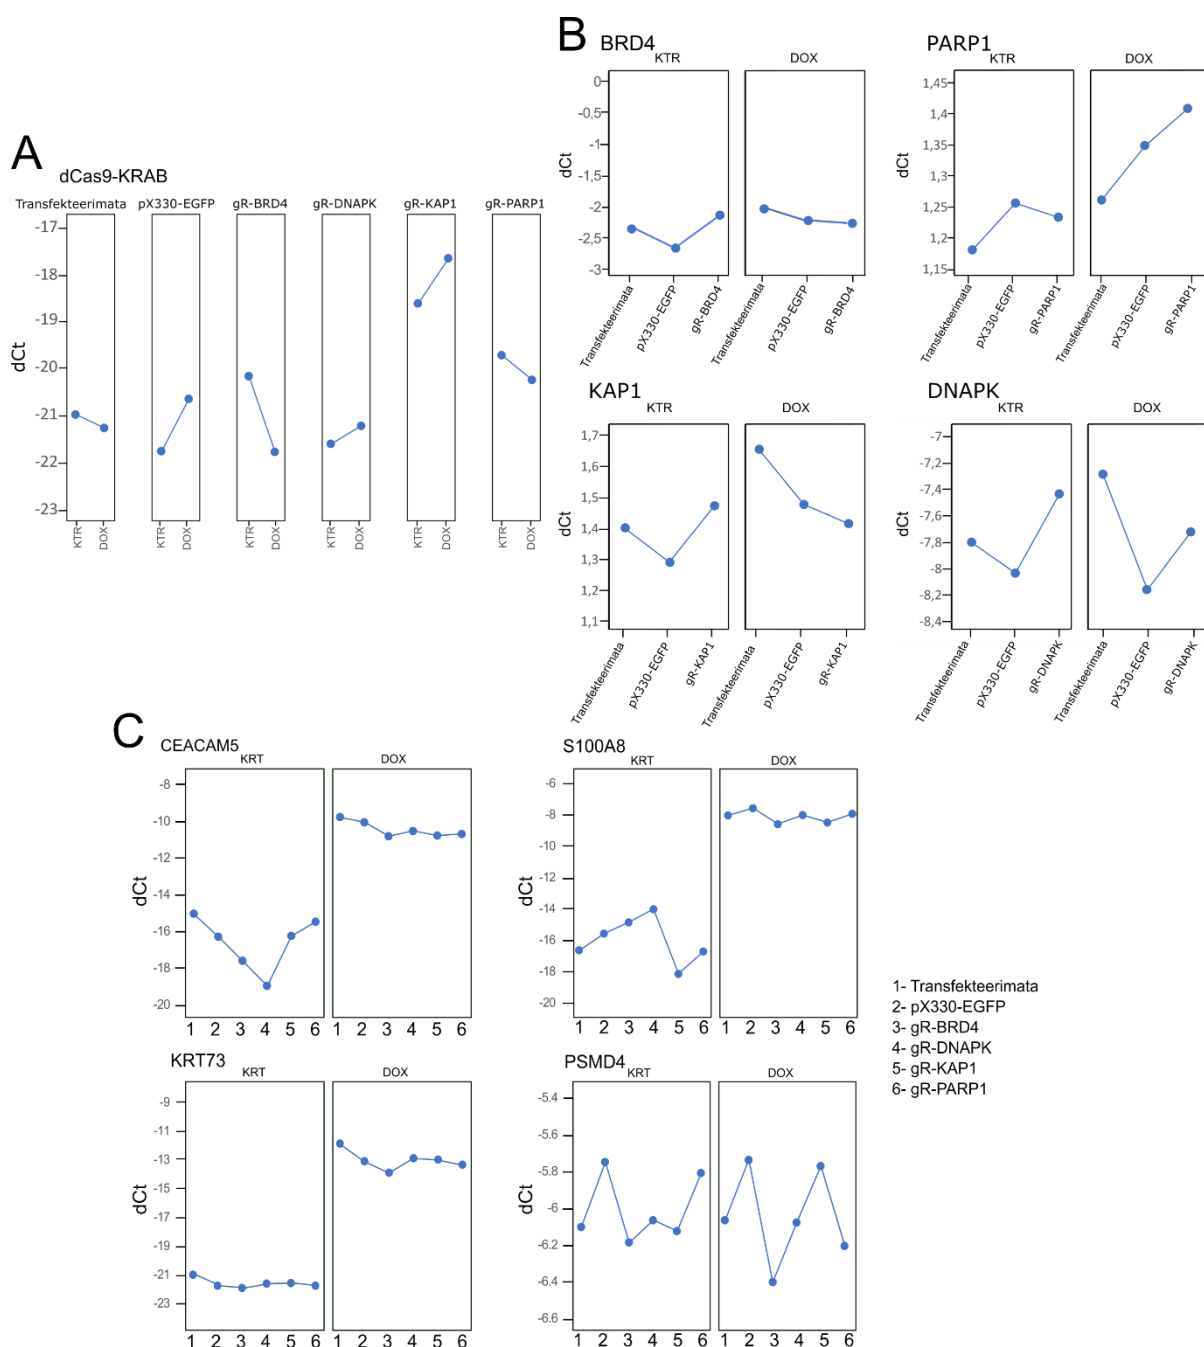 A
dCas9-KRAB
Transfekteerimata pX330-EGFP gR-BRD4 gR-DNAPK gR-KAP1 gR-PARP1
dCt
-17
-18
-19
-20
-21
-22
-23
KTR DOX KTR DOX KTR DOX KTR DOX KTR DOX KTR DOX
B
BRD4
KTR DOX
dCt
0
-0,5
-1
-1,5
-2
-2,5
-3
Transfekteerimata pX330-EGFP gR-BRD4 Transfekteerimata pX330-EGFP gR-BRD4
PARP1
KTR DOX
dCt
1,45
1,4
1,35
1,3
1,25
1,2
1,15
Transfekteerimata pX330-EGFP gR-PARP1 Transfekteerimata pX330-EGFP gR-PARP1
KAP1
KTR DOX
dCt
1,7
1,6
1,5
1,4
1,3
1,2
1,1
Transfekteerimata pX330-EGFP gR-KAP1 Transfekteerimata pX330-EGFP gR-KAP1
DNAPK
KTR DOX
dCt
-7
-7,2
-7,4
-7,6
-7,8
-8
-8,2
-8,4
Transfekteerimata pX330-EGFP gR-DNAPK Transfekteerimata pX330-EGFP gR-DNAPK
C
CEACAM5
KRT DOX
dCt
-8
-10
-12
-14
-16
-18
-20
1 2 3 4 5 6 1 2 3 4 5 6
S100A8
KRT DOX
dCt
-6
-8
-10
-12
-14
-16
-18
-20
1 2 3 4 5 6 1 2 3 4 5 6
KRT73
KRT DOX
dCt
-9
-11
-13
-15
-17
-19
-21
-23
1 2 3 4 5 6 1 2 3 4 5 6
PSMD4
KRT DOX
dCt
-5.4
-5.6
-5.8
-6
-6.2
-6.4
-6.6
1 2 3 4 5 6 1 2 3 4 5 6
1- Transfekteerimata
2- pX330-EGFP
3- gR-BRD4
4- gR-DNAPK
5- gR-KAP1
6- gR-PARP1